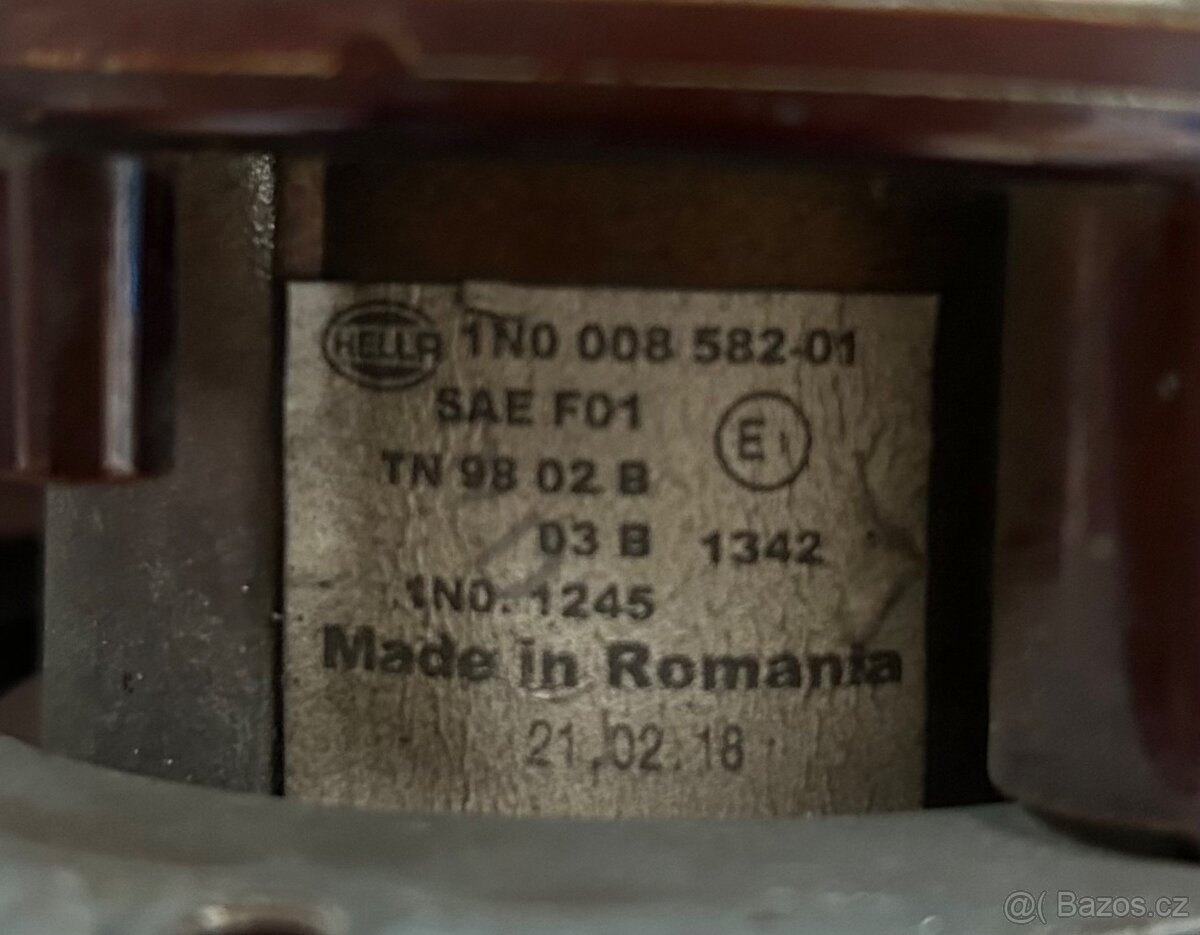 HELLA 1N0 008 582-01
SAE F01
E1
TN 98 02 B
03 B 1342
1N0. 1245
Made in Romania
21.02.18
@( Bazos.cz